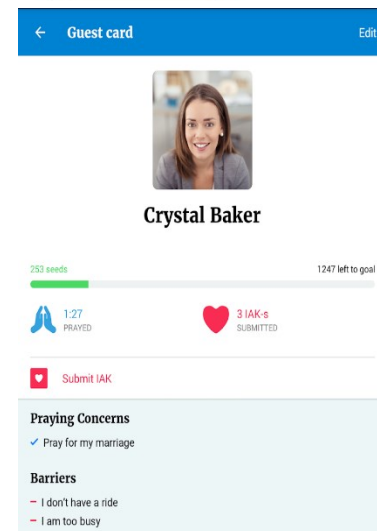 Guest card
Edit
Crystal Baker
253 seeds
1247 left to goal
1:27
PRAYED
3 IAK-s
SUBMITTED
Submit IAK
Praying Concerns
Pray for my marriage
Barriers
I don't have a ride
I am too busy